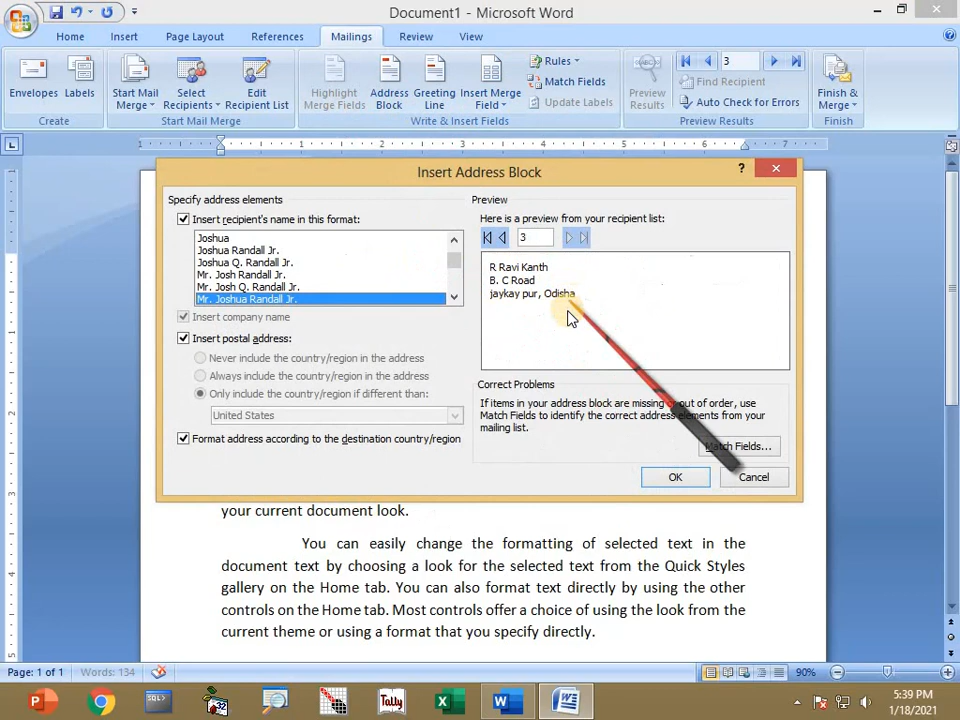 Document1 - Microsoft Word
Home Insert Page Layout References Mailings Review View
Envelopes Labels
Create
Start Mail Merge
Select Recipients
Edit Recipient List
Start Mail Merge
Highlight Merge Fields
Address Block
Greeting Line
Insert Merge Field
Rules
Match Fields
Update Labels
Write & Insert Fields
Preview Results
3
Find Recipient
Auto Check for Errors
Preview Results
Finish & Merge
Finish
1 1 2 3 4 5 6 7
Insert Address Block
?
Specify address elements
Insert recipient's name in this format:
Joshua
Joshua Randall Jr.
Joshua Q. Randall Jr.
Mr. Josh Randall Jr.
Mr. Josh Q. Randall Jr.
Mr. Joshua Randall Jr.
Insert company name
Insert postal address:
Never include the country/region in the address
Always include the country/region in the address
Only include the country/region if different than:
United States
Format address according to the destination country/region
Preview
Here is a preview from your recipient list:
3
R Ravi Kanth
B. C Road
jaykay pur, Odisha
Correct Problems
If items in your address block are missing or out of order, use
Match Fields to identify the correct address elements from your
mailing list.
Match Fields...
OK Cancel
your current document look.
You can easily change the formatting of selected text in the
document text by choosing a look for the selected text from the Quick Styles
gallery on the Home tab. You can also format text directly by using the other
controls on the Home tab. Most controls offer a choice of using the look from the
current theme or using a format that you specify directly.
Page: 1 of 1 Words: 134 90%
SQL Tally
5:39 PM
1/18/2021